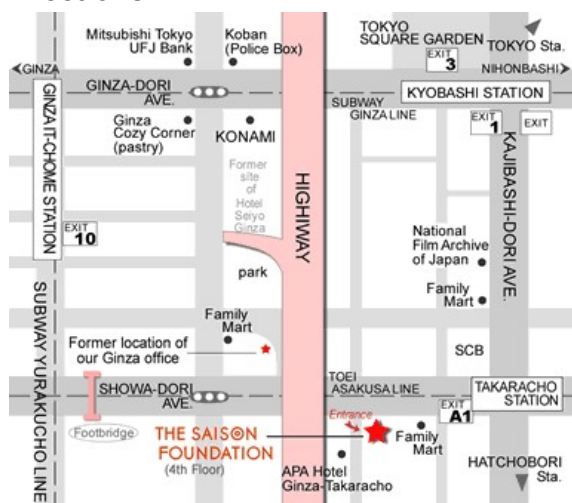 Mitsubishi Tokyo
UFJ Bank
Koban
(Police Box)
TOKYO
SQUARE GARDEN
TOKYO Sta.
EXIT
3
GINZA
NIHONBASHI
GINZA-DORI
AVE.
KYOBASHI STATION
SUBWAY
GINZA LINE
EXIT
1
EXIT
Ginza
Cozy Corner
(pastry)
KONAMI
GINZA IT-CHOME STATION
Former
site
of
Hotel
Seiyo
Ginza
HIGHWAY
KAJIBASHI-DORI AVE.
EXIT
10
National
Film Archive
of Japan
park
Family
Mart
SUBWAY YURAKUCHO LINE
Family
Mart
Former location of
our Ginza office
SCB
SHOWA-DORI
AVE.
TOEI
ASAKUSA LINE
TAKARACHO
STATION
EXIT
A1
Entrance
Footbridge
THE SAISON
FOUNDATION
(4th Floor)
Family
Mart
APA Hotel
Ginza-Takaracho
HATCHOBORI
Sta.